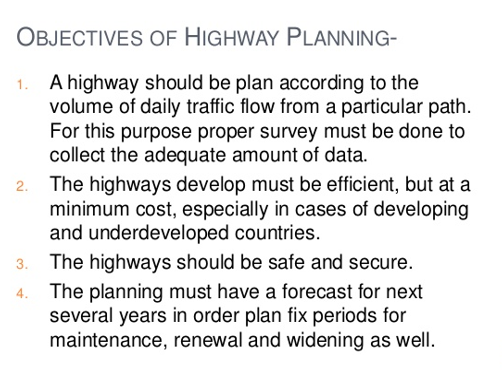 OBJECTIVES OF HIGHWAY PLANNING-
1. A highway should be plan according to the
volume of daily traffic flow from a particular path.
For this purpose proper survey must be done to
collect the adequate amount of data.
2. The highways develop must be efficient, but at a
minimum cost, especially in cases of developing
and underdeveloped countries.
3. The highways should be safe and secure.
4. The planning must have a forecast for next
several years in order plan fix periods for
maintenance, renewal and widening as well.